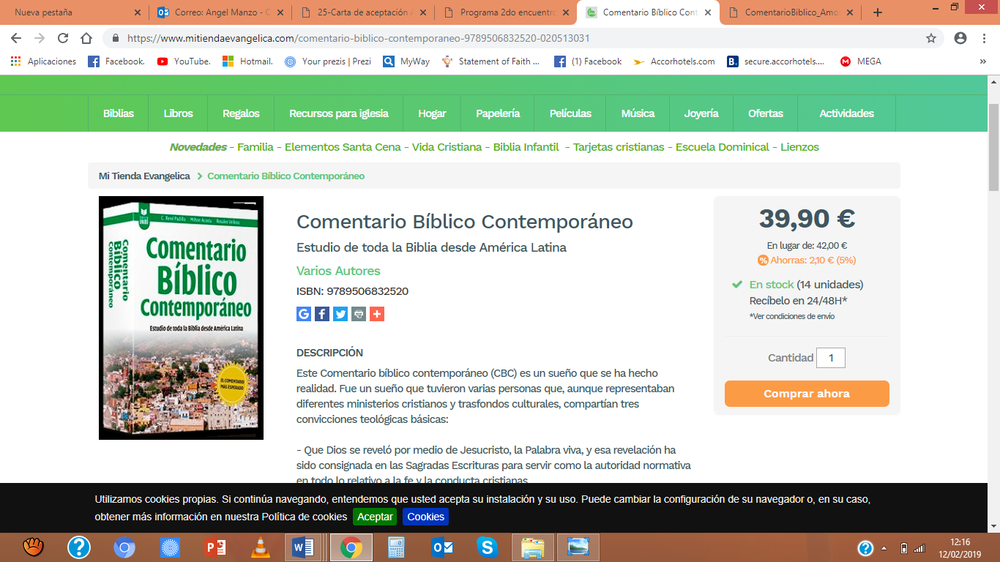 Nueva pestaña
Correo: Angel Manzo - O
25-Carta de aceptación A
Programa 2do encuentro
Comentario Bíblico Cont
ComentarioBiblico_Amo
https://www.mitiendaevangelica.com/comentario-biblico-contemporaneo-9789506832520-020513031
Aplicaciones
Facebook.
YouTube.
Hotmail.
Your prezis | Prezi
MyWay
Statement of Faith ...
(1) Facebook
Accorhotels.com
secure.accorhotels....
MEGA
»
Biblias
Libros
Regalos
Recursos para iglesia
Hogar
Papelería
Películas
Música
Joyería
Ofertas
Actividades
Novedades - Familia - Elementos Santa Cena - Vida Cristiana - Biblia Infantil - Tarjetas cristianas - Escuela Dominical - Lienzos
Mi Tienda Evangelica > Comentario Bíblico Contemporáneo
C. René Padilla Milton Acosta Rosalee Velloso
Comentario
Bíblico
Contemporáneo
Estudio de toda la Biblia desde América Latina
EL COMENTARIO
MÁS ESPERADO
Comentario
Bíblico
Contemporáneo
Comentario Bíblico Contemporáneo
Estudio de toda la Biblia desde América Latina
Varios Autores
ISBN: 9789506832520
DESCRIPCIÓN
Este Comentario bíblico contemporáneo (CBC) es un sueño que se ha hecho
realidad. Fue un sueño que tuvieron varias personas que, aunque representaban
diferentes ministerios cristianos y trasfondos culturales, compartían tres
convicciones teológicas básicas:
- Que Dios se reveló por medio de Jesucristo, la Palabra viva, y esa revelación ha
sido consignada en las Sagradas Escrituras para servir como la autoridad normativa
en todo lo relativo a la fe y la conducta cristianas
39,90 €
En lugar de: 42,00 €
% Ahorras: 2,10 € (5%)
En stock (14 unidades)
Recíbelo en 24/48H*
*Ver condiciones de envío
Cantidad 1
Comprar ahora
Utilizamos cookies propias. Si continúa navegando, entendemos que usted acepta su instalación y su uso. Puede cambiar la configuración de su navegador o, en su caso,
obtener más información en nuestra Política de cookies Aceptar Cookies
12:16
12/02/2019